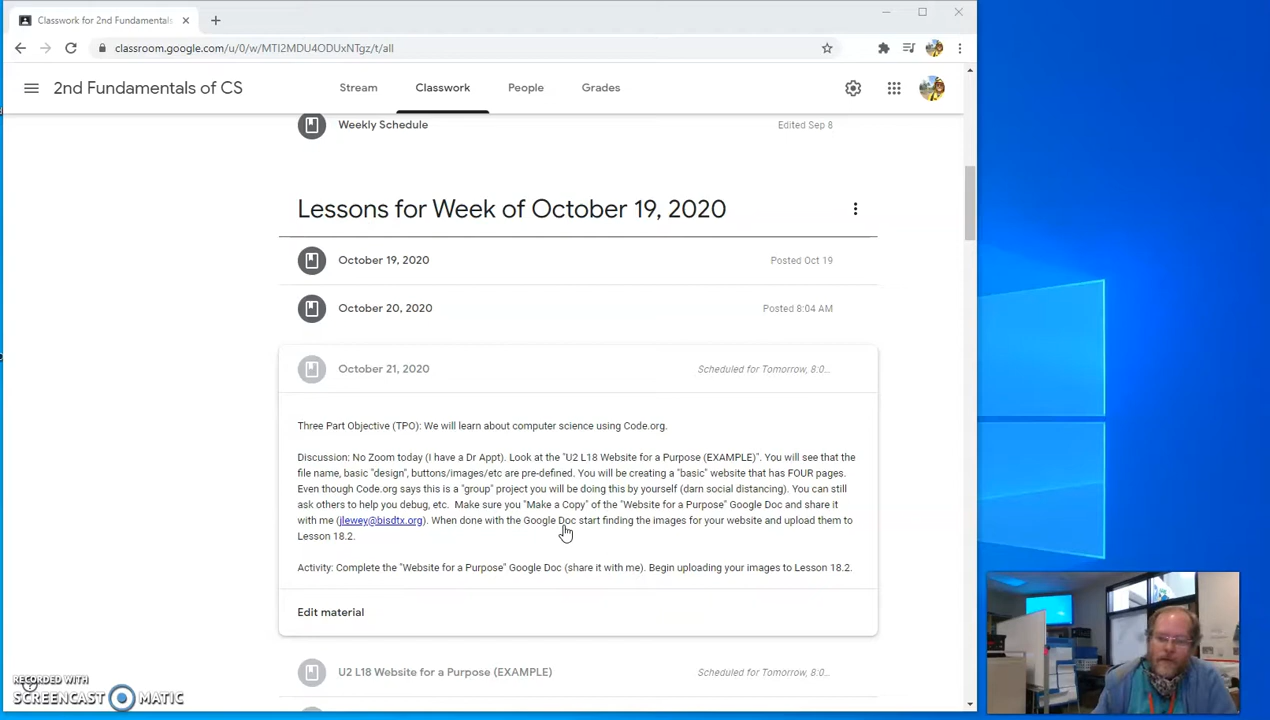 Classwork for 2nd Fundamentals
classroom.google.com/u/0/w/MTI2MDU4ODUxNTgz/t/all
2nd Fundamentals of CS
Stream
Classwork
People
Grades
Weekly Schedule
Edited Sep 8
Lessons for Week of October 19, 2020
October 19, 2020
Posted Oct 19
October 20, 2020
Posted 8:04 AM
October 21, 2020
Scheduled for Tomorrow, 8:0...
Three Part Objective (TPO): We will learn about computer science using Code.org.
Discussion: No Zoom today (I have a Dr Appt). Look at the "U2 L18 Website for a Purpose (EXAMPLE)". You will see that the
file name, basic "design", buttons/images/etc are pre-defined. You will be creating a "basic" website that has FOUR pages.
Even though Code.org says this is a "group" project you will be doing this by yourself (darn social distancing). You can still
ask others to help you debug, etc. Make sure you "Make a Copy" of the "Website for a Purpose" Google Doc and share it
with me (jlewey@bisdtx.org). When done with the Google Doc start finding the images for your website and upload them to
Lesson 18.2.
Activity: Complete the "Website for a Purpose" Google Doc (share it with me). Begin uploading your images to Lesson 18.2.
Edit material
U2 L18 Website for a Purpose (EXAMPLE)
Scheduled for Tomorrow, 8:0...
RECORDED WITH
SCREENCAST MATIC